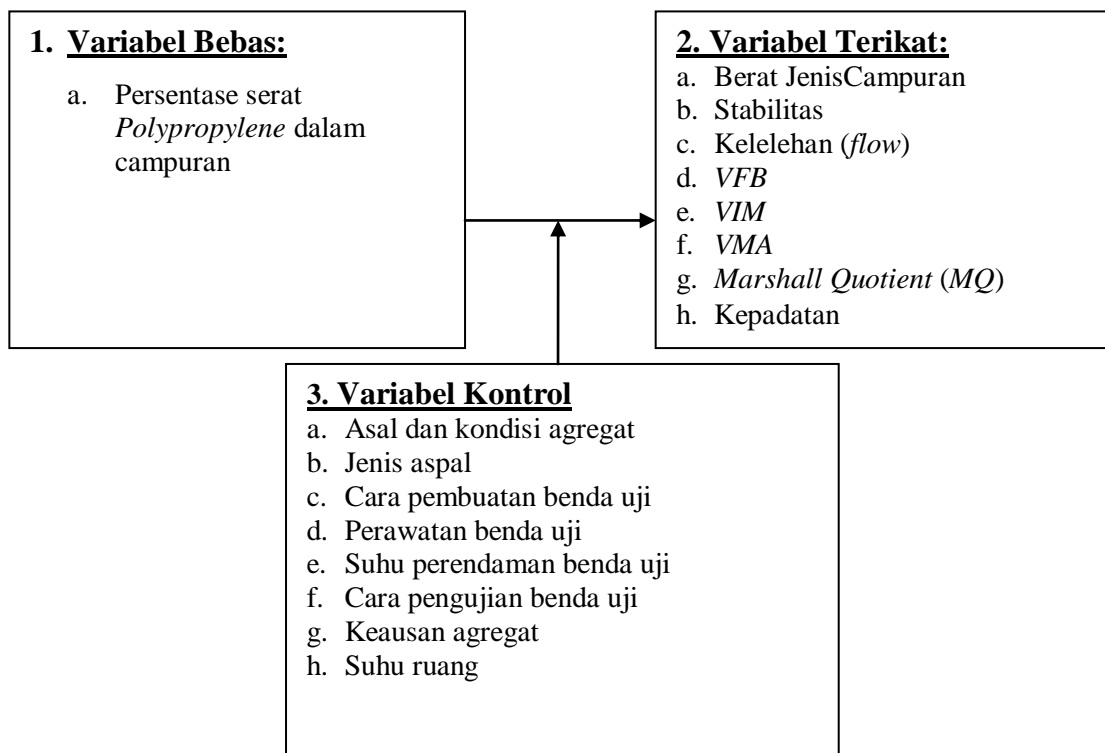 1. Variabel Bebas:
a. Persentase serat
Polypropylene dalam
campuran
2. Variabel Terikat:
a. Berat JenisCampuran
b. Stabilitas
c. Kelelehan (flow)
d. VFB
e. VIM
f. VMA
g. Marshall Quotient (MQ)
h. Kepadatan
3. Variabel Kontrol
a. Asal dan kondisi agregat
b. Jenis aspal
c. Cara pembuatan benda uji
d. Perawatan benda uji
e. Suhu perendaman benda uji
f. Cara pengujian benda uji
g. Keausan agregat
h. Suhu ruang